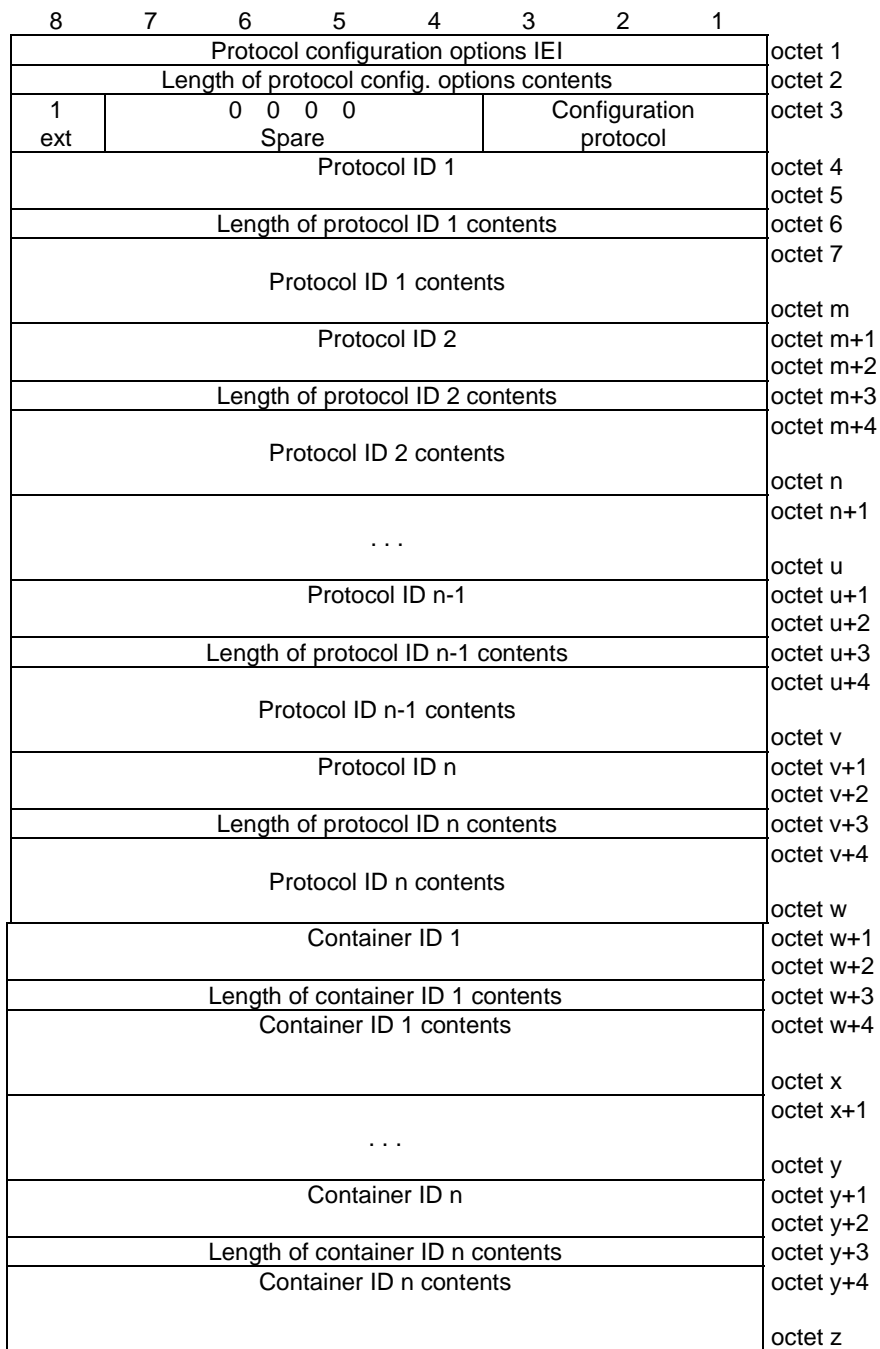 8 7 6 5 4 3 2 1
Protocol configuration options IEI octet 1
Length of protocol config. options contents octet 2
1 0 0 0 0 Configuration octet 3
ext Spare protocol
Protocol ID 1 octet 4
octet 5
Length of protocol ID 1 contents octet 6
octet 7
Protocol ID 1 contents
octet m
Protocol ID 2 octet m+1
octet m+2
Length of protocol ID 2 contents octet m+3
octet m+4
Protocol ID 2 contents
octet n
octet n+1
. . .
octet u
Protocol ID n-1 octet u+1
octet u+2
Length of protocol ID n-1 contents octet u+3
octet u+4
Protocol ID n-1 contents
octet v
Protocol ID n octet v+1
octet v+2
Length of protocol ID n contents octet v+3
octet v+4
Protocol ID n contents
octet w
Container ID 1 octet w+1
octet w+2
Length of container ID 1 contents octet w+3
Container ID 1 contents octet w+4
octet x
octet x+1
. . .
octet y
Container ID n octet y+1
octet y+2
Length of container ID n contents octet y+3
Container ID n contents octet y+4
octet z